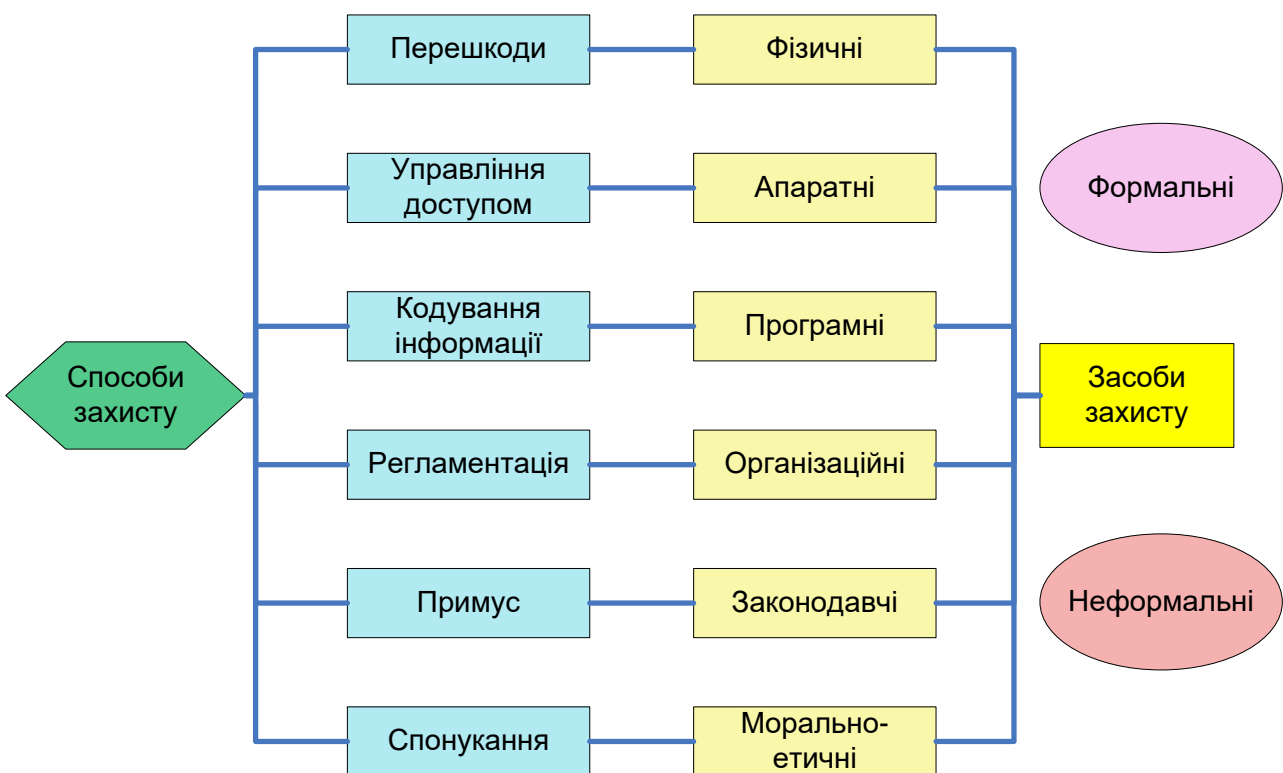 Перешкоди
Фізичні
Управління
доступом
Апаратні
Формальні
Кодування
інформації
Програмні
Способи
захисту
Засоби
захисту
Регламентація
Організаційні
Примус
Законодавчі
Неформальні
Спонукання
Морально-
етичні